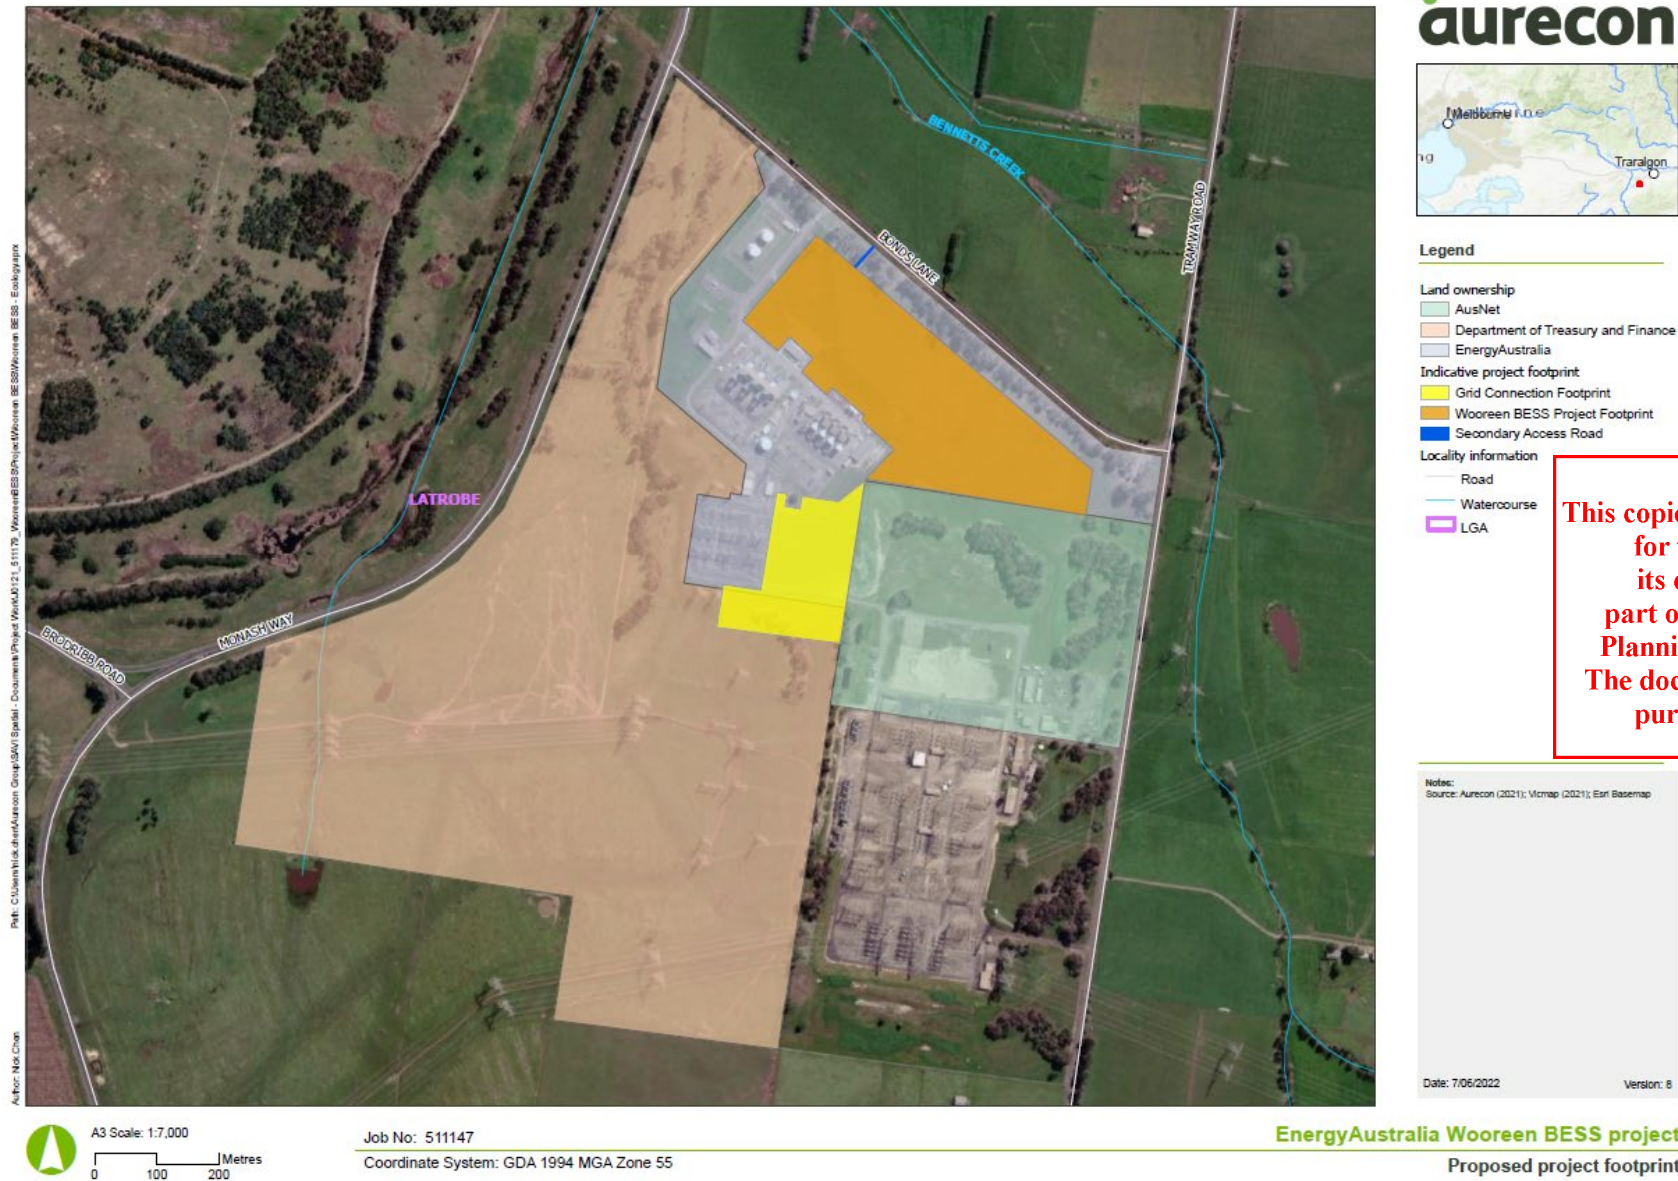 aurecon
Melbourne
Traralgon
Legend
Land ownership
AusNet
Department of Treasury and Finance
EnergyAustralia
Indicative project footprint
Grid Connection Footprint
Wooreen BESS Project Footprint
Secondary Access Road
Locality information
Road
Watercourse
LGA
This copie
for
its
part o
Planni
The doc
pur
Notes:
Source: Aurecon (2021); Vicmap (2021); Esri Basemap
Date: 7/06/2022
Version: 8
BENNETTS CREEK
TRAMWAY ROAD
BONDS LANE
LATROBE
MONASH WAY
BRODRIBB ROAD
Author: Nick.Chan
A3 Scale: 1:7,000
Metres
0 100 200
Job No: 511147
Coordinate System: GDA 1994 MGA Zone 55
EnergyAustralia Wooreen BESS project
Proposed project footprint